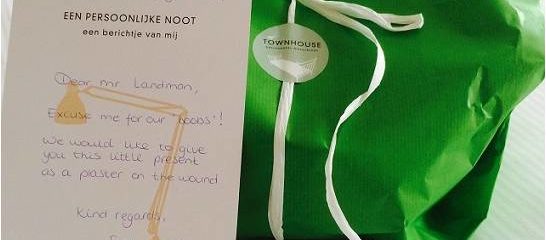 EEN PERSOONLIJKE NOOT
een berichtje van mij
Dear mr Landman,
Excuse me for our "boobs"!
We would like to give
you this little present
as a plaster on the wound
Kind regards,
TOWNHOUSE